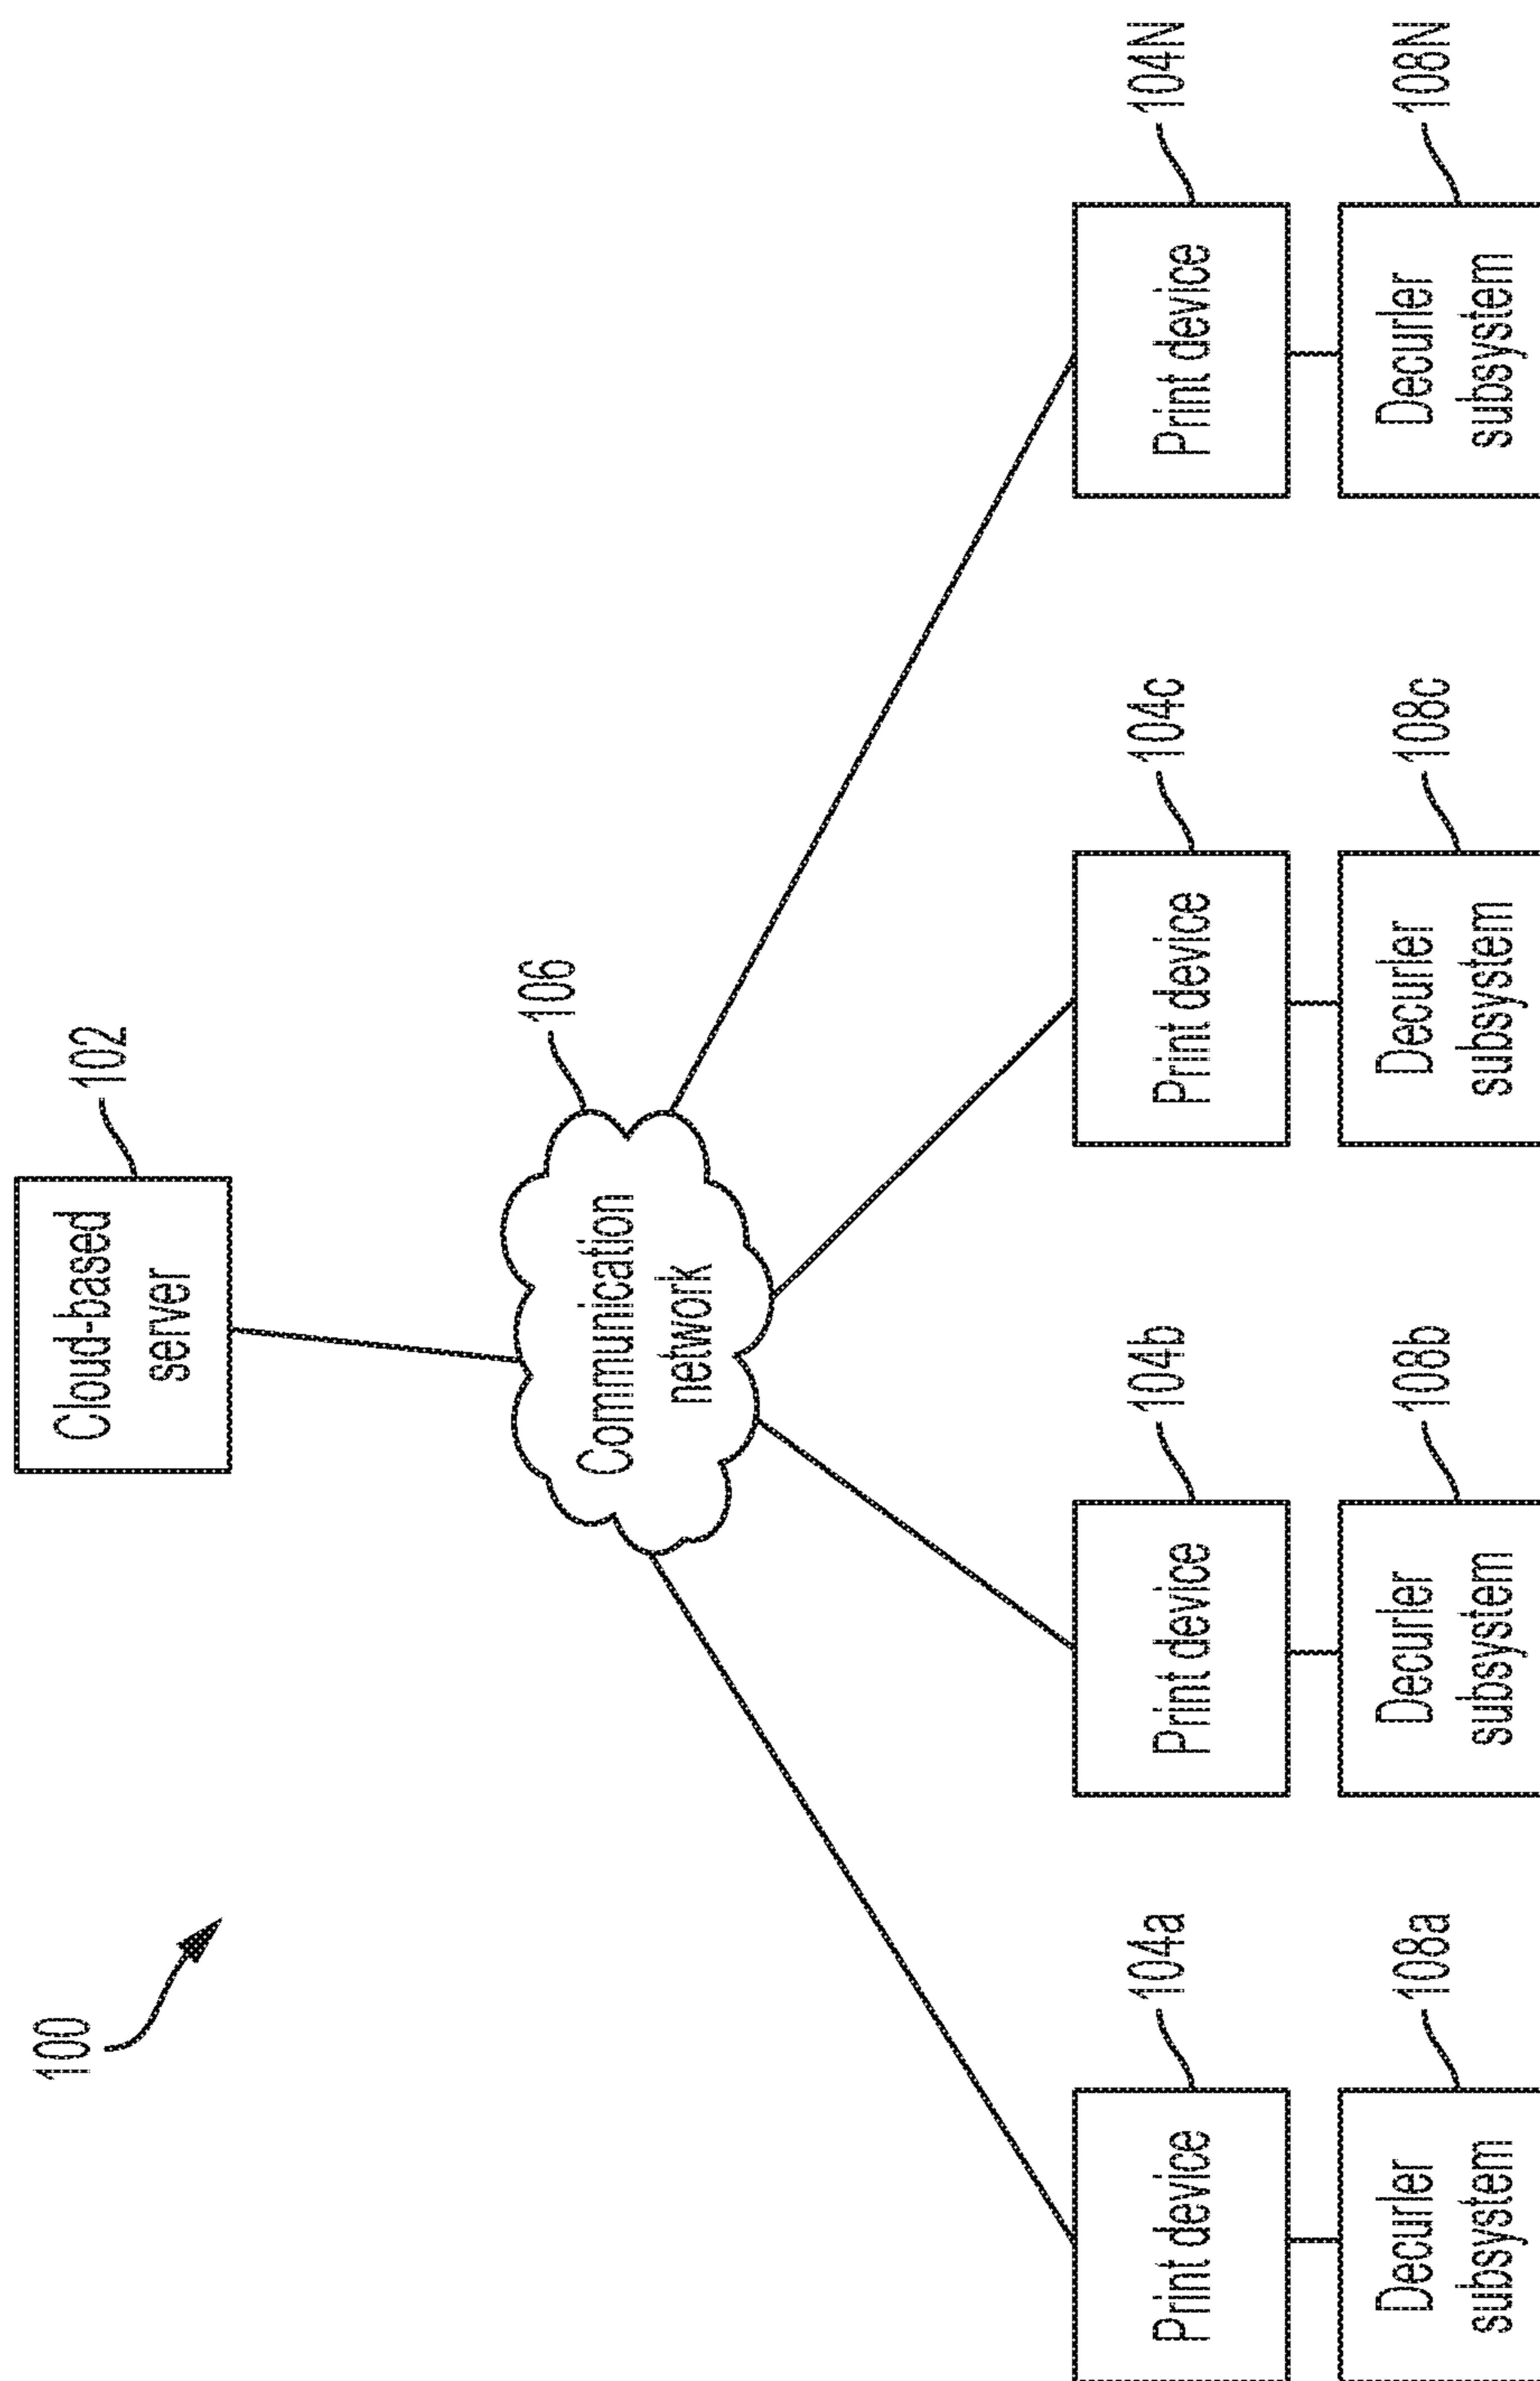 100
Cloud-based
server
102
Communication
network
106
Print device
104a
Print device
104b
Print device
104c
Print device
104N
Decurler
subsystem
108a
Decurler
subsystem
108b
Decurler
subsystem
108c
Decurler
subsystem
108N